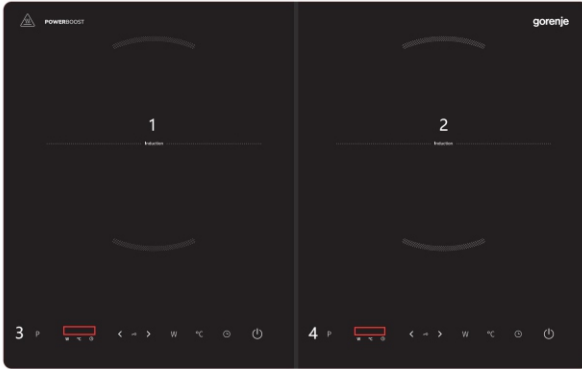 POWERBOOST
gorenje
1
2
Induction
Induction
3 P W °C
W °C
4 P W °C
W °C